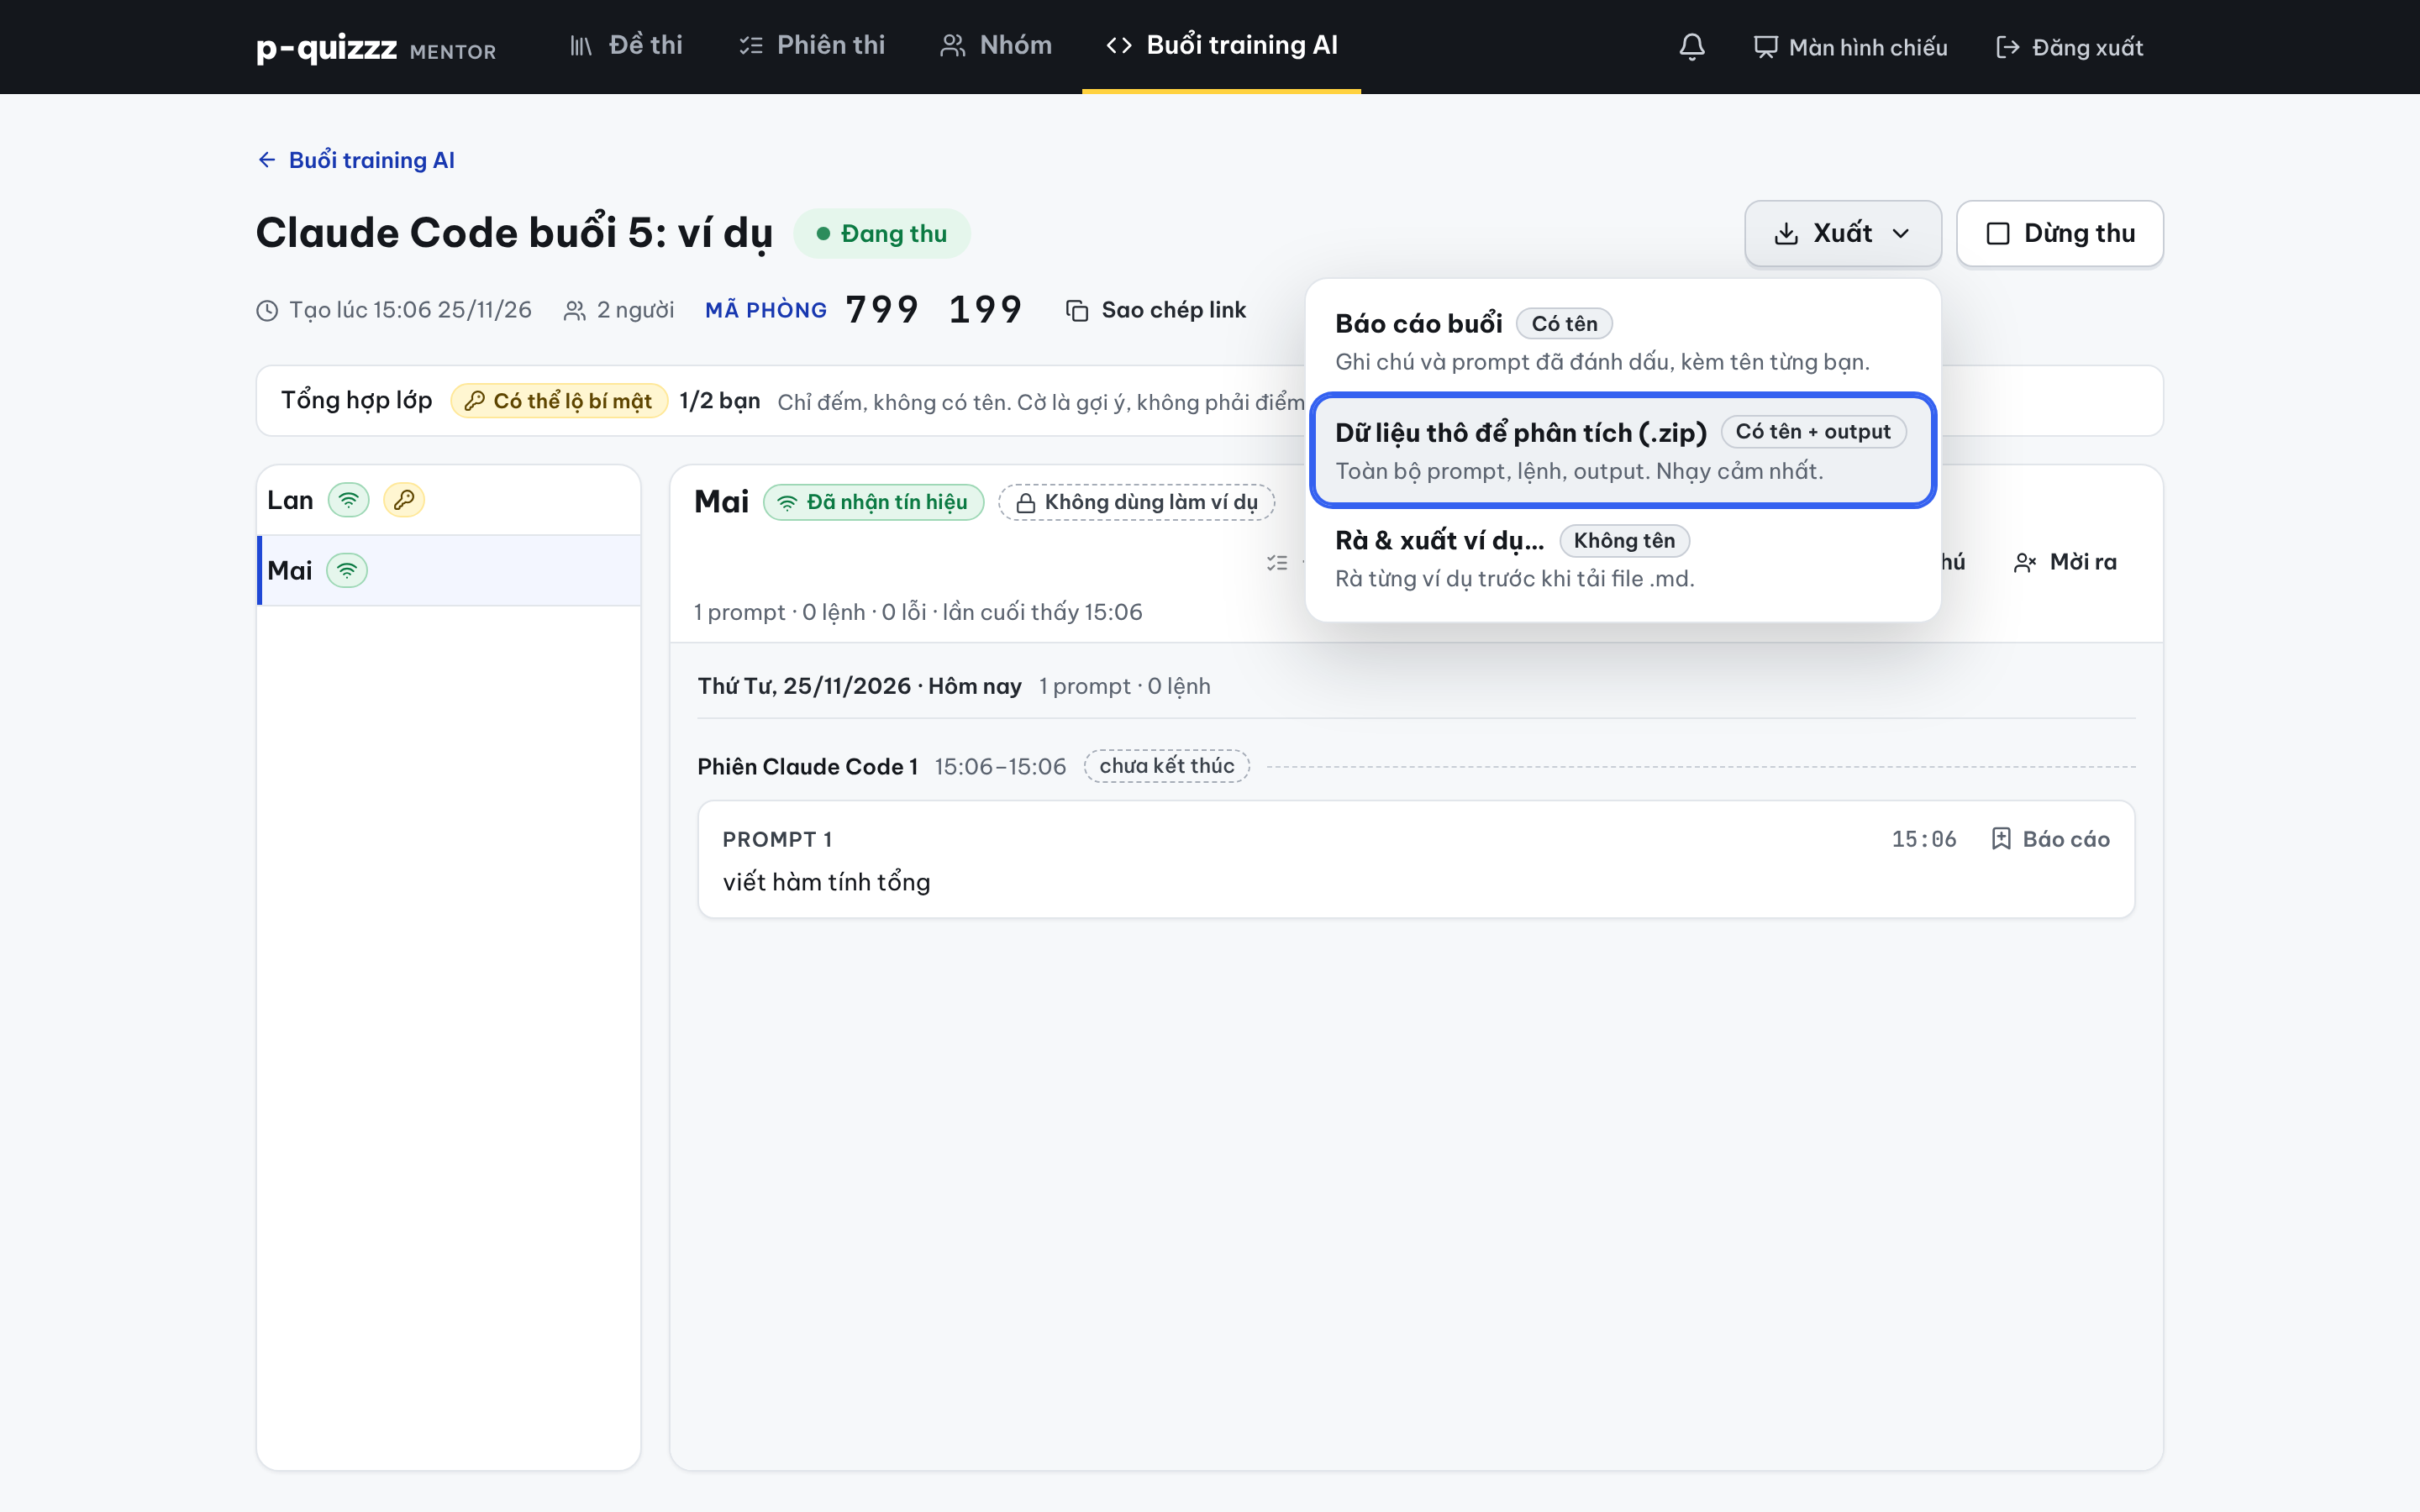 p-quizzz MENTOR Đề thi Phiên thi Nhóm Buổi training AI Màn hình chiếu Đăng xuất
Buổi training AI
Claude Code buổi 5: ví dụ Đang thu Xuất Dừng thu
Tạo lúc 15:06 25/11/26 2 người MÃ PHÒNG 799 199 Sao chép link
Báo cáo buổi Có tên
Ghi chú và prompt đã đánh dấu, kèm tên từng bạn.
Dữ liệu thô để phân tích (.zip) Có tên + output
Toàn bộ prompt, lệnh, output. Nhạy cảm nhất.
Rà & xuất ví dụ... Không tên
Rà từng ví dụ trước khi tải file .md.
Tổng hợp lớp Có thể lộ bí mật 1/2 bạn Chỉ đếm, không có tên. Cờ là gợi ý, không phải điểm
Lan
Mai
Mai Đã nhận tín hiệu Không dùng làm ví dụ
hú Mời ra
1 prompt · 0 lệnh · 0 lỗi · lần cuối thấy 15:06
Thứ Tư, 25/11/2026 · Hôm nay 1 prompt · 0 lệnh
Phiên Claude Code 1 15:06–15:06 chưa kết thúc
PROMPT 1 15:06 Báo cáo
viết hàm tính tổng